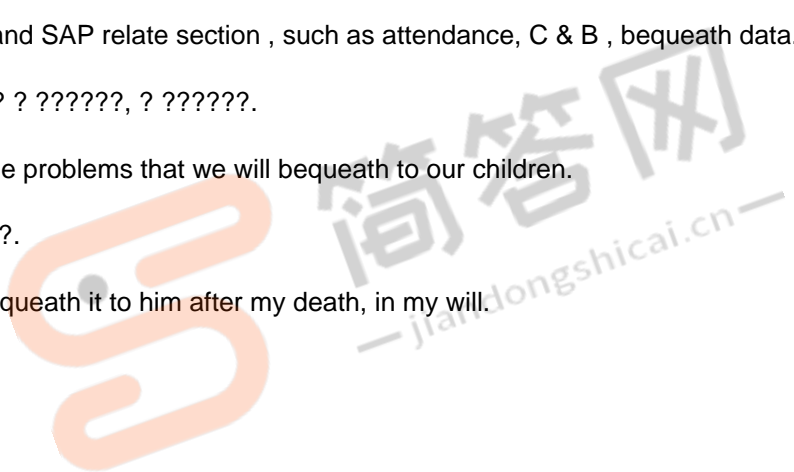 and SAP relate section , such as attendance, C & B , bequeath data.
? ? ??????, ? ??????.
e problems that we will bequeath to our children.
?.
queath it to him after my death, in my will.
简答网
jiandongshicai.cn